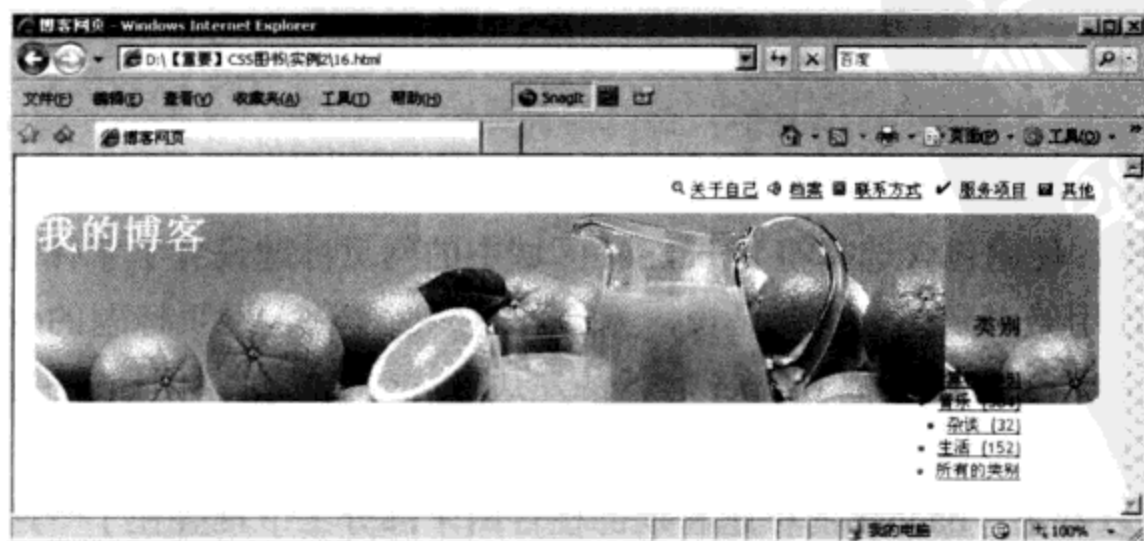 博客网页 - Windows Internet Explorer
D:\【重要】CSS图书\实例2\16.html
百度
文件(F) 编辑(E) 查看(V) 收藏夹(A) 工具(T) 帮助(H) SnagIt
博客网页 页面(P) 工具(O)
关于自己 档案 联系方式 服务项目 其他
我的博客
类别
音乐
杂谈 (32)
生活 (152)
所有的类别
我的电脑 100%